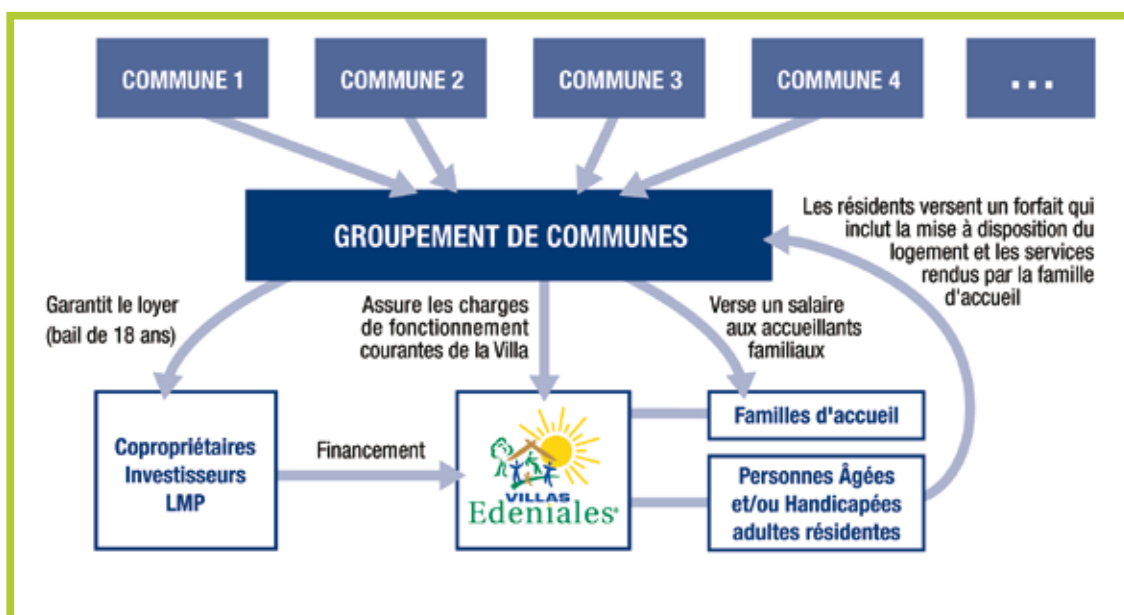 COMMUNE 1
COMMUNE 2
COMMUNE 3
COMMUNE 4
...
GROUPEMENT DE COMMUNES
Les résidents versent un forfait qui
inclut la mise à disposition du
logement et les services
rendus par la famille
d'accueil
Garantit le loyer
(bail de 18 ans)
Assure les charges
de fonctionnement
courantes de la Villa
Verse un salaire
aux accueillants
familiaux
Copropriétaires
Investisseurs
LMP
Financement
VILLAS
Edeniales®
Familles d'accueil
Personnes Âgées
et/ou Handicapées
adultes résidentes